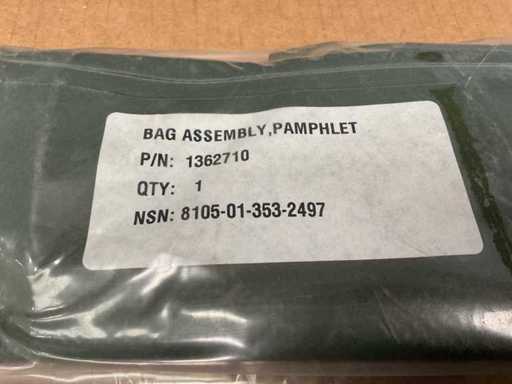 BAG ASSEMBLY,PAMPHLET
P/N: 1362710
QTY: 1
NSN: 8105-01-353-2497